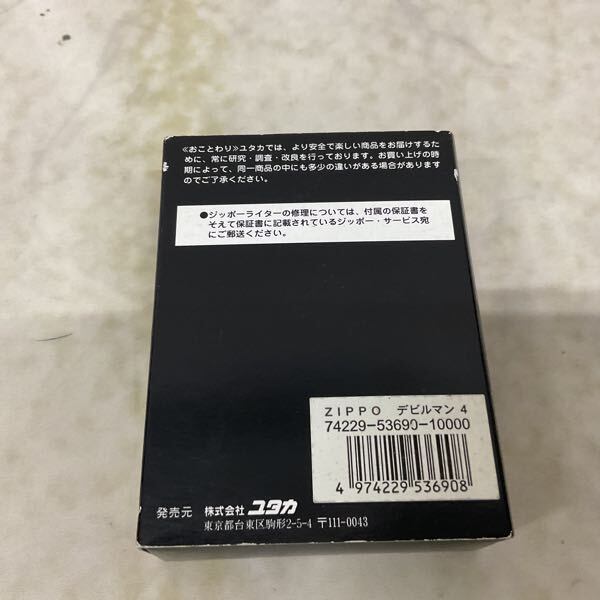 ≪おことわり≫ユタカでは、より安全で楽しい商品をお届けするた
めに、常に研究・調査・改良を行っております。お買い上げの時
期によって、同一商品の中にも多少の違いがある場合があります
のでご了承ください。
●ジッポーライターの修理については、付属の保証書を
そえて保証書に記載されているジッポー・サービス宛
にご郵送ください。
ZIPPO デビルマン4
74229-53690-10000
4 974229 536908
発売元 株式会社 ユタカ
東京都台東区駒形2-5-4 〒111-0043